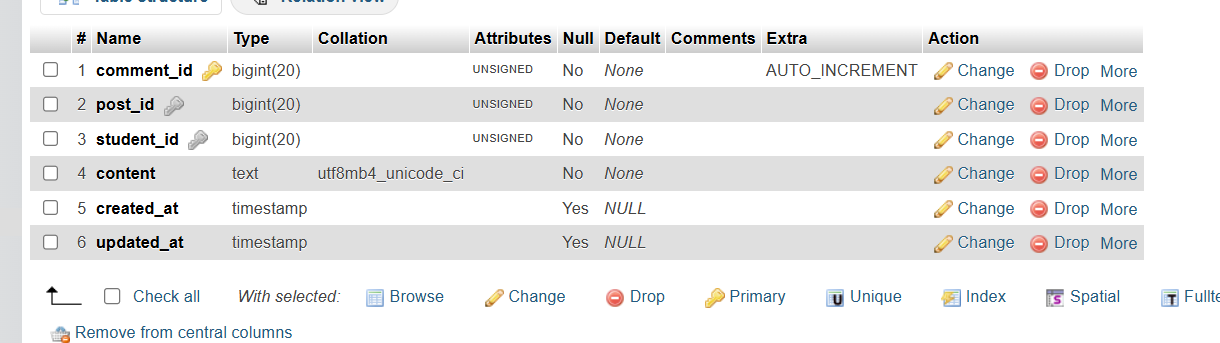 Table structure Relation view
# Name Type Collation Attributes Null Default Comments Extra Action
1 comment_id bigint(20) UNSIGNED No None AUTO_INCREMENT Change Drop More
2 post_id bigint(20) UNSIGNED No None Change Drop More
3 student_id bigint(20) UNSIGNED No None Change Drop More
4 content text utf8mb4_unicode_ci No None Change Drop More
5 created_at timestamp Yes NULL Change Drop More
6 updated_at timestamp Yes NULL Change Drop More
Check all With selected: Browse Change Drop Primary U Unique Index S Spatial T Fullte
Remove from central columns